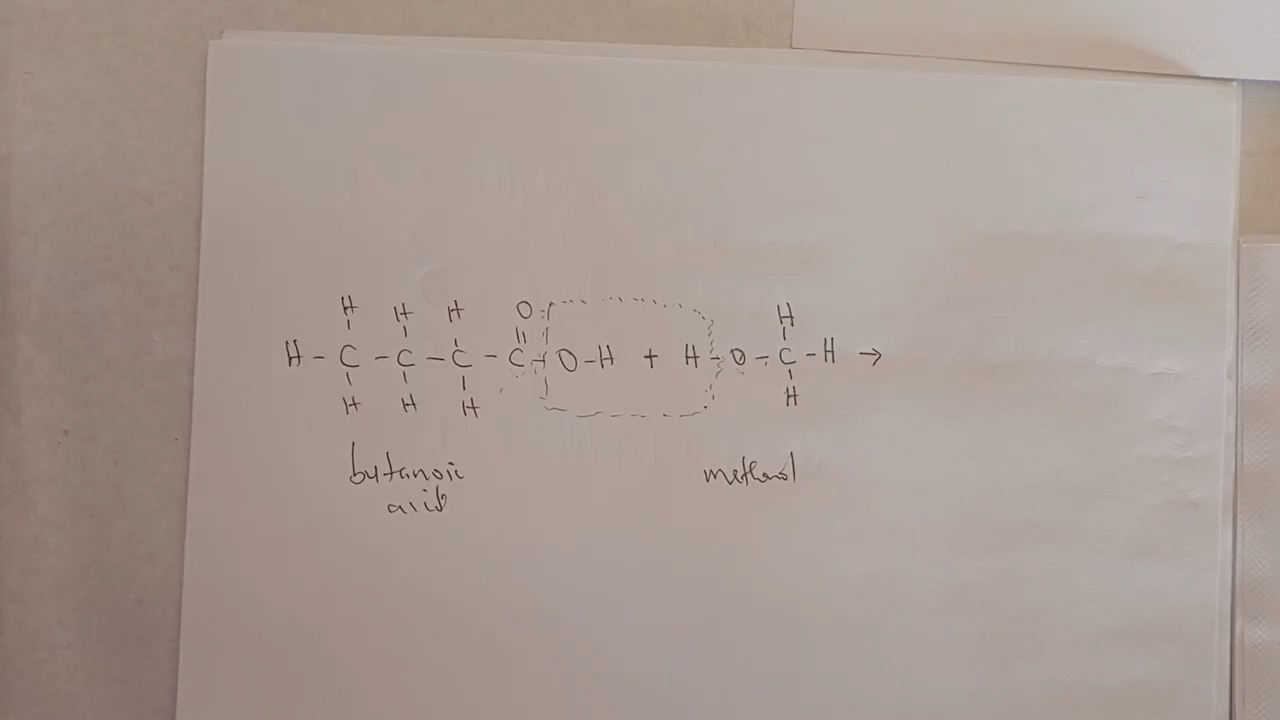 H H H O H
H - C - C - C - C - O - H + H - O - C - H →
H H H H
butanoic methanol
acid